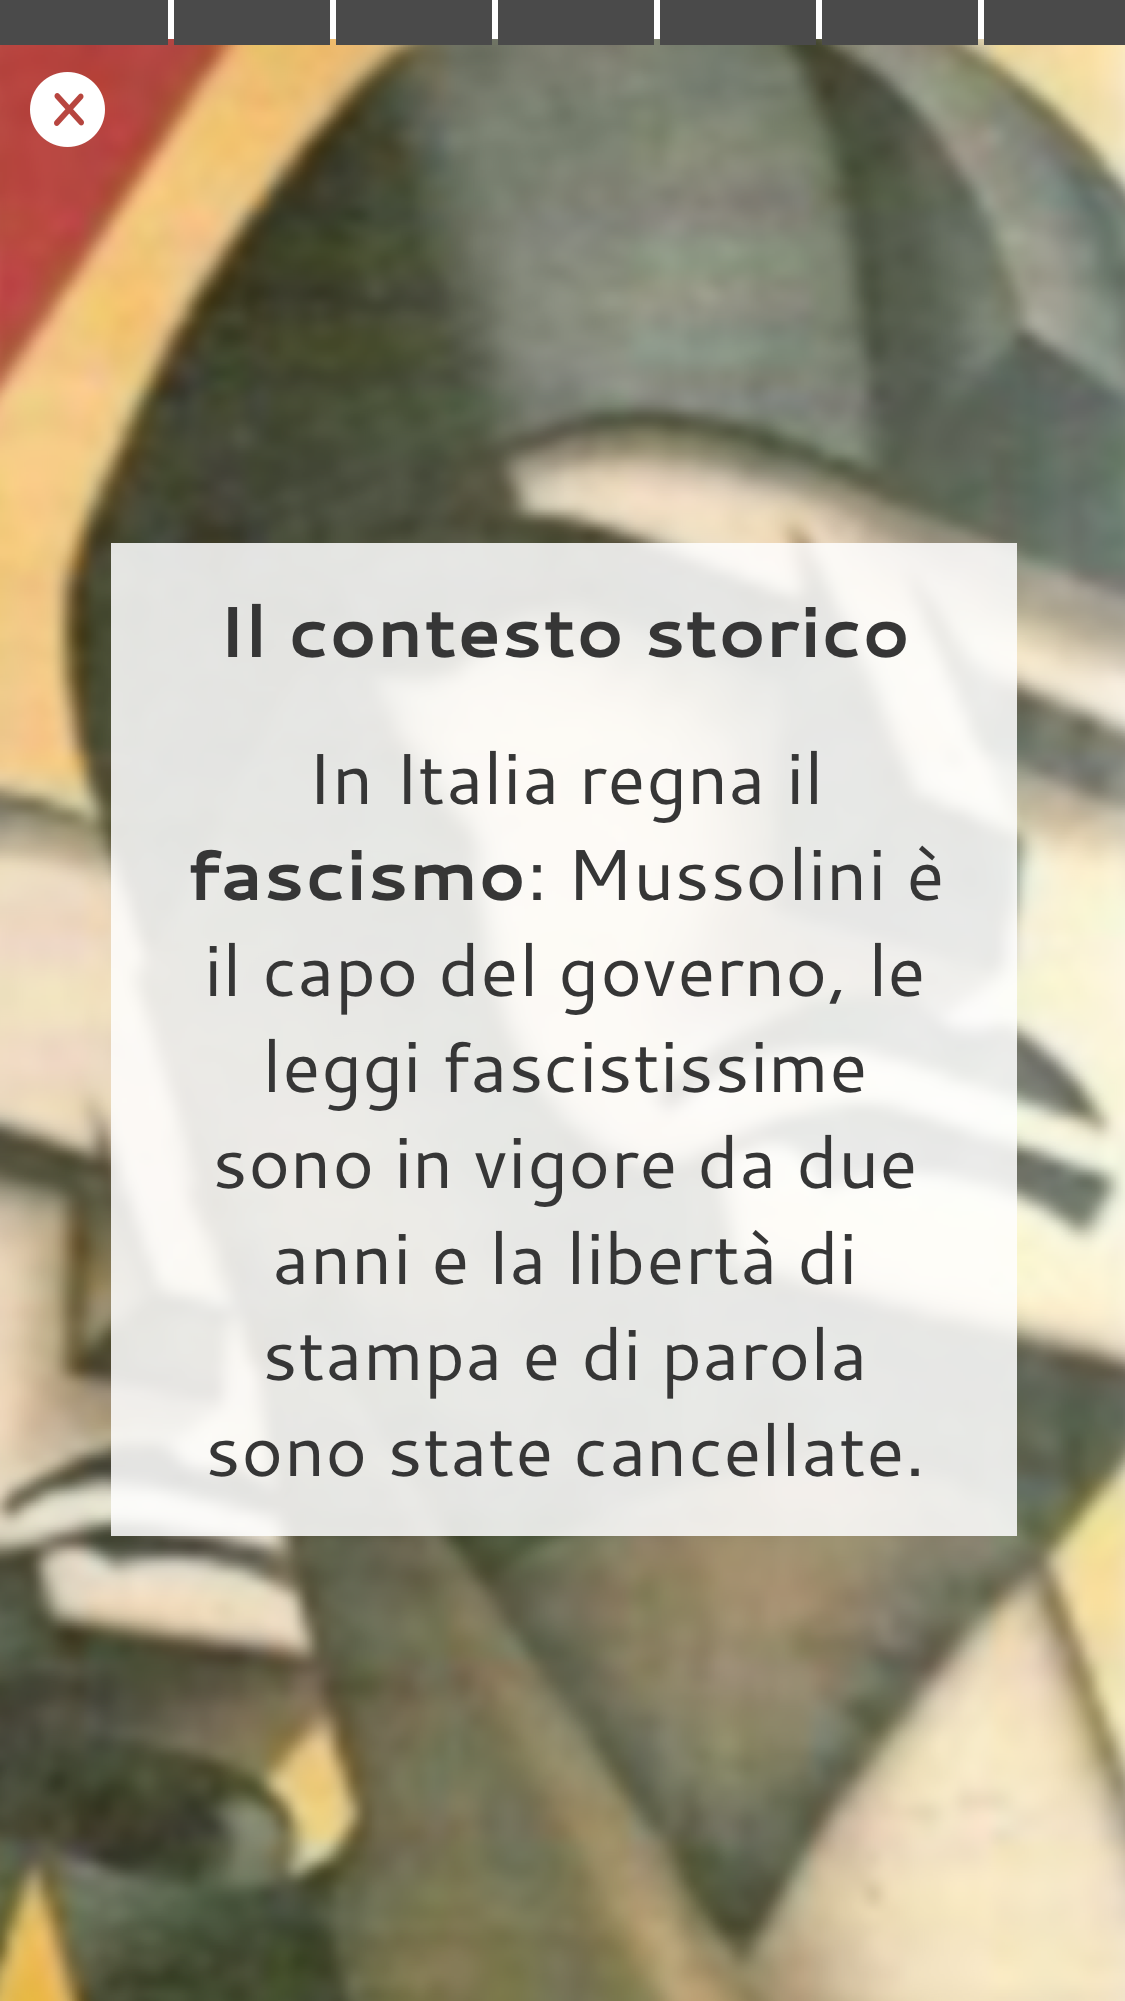 Il contesto storico
In Italia regna il
fascismo: Mussolini è
il capo del governo, le
leggi fascistissime
sono in vigore da due
anni e la libertà di
stampa e di parola
sono state cancellate.